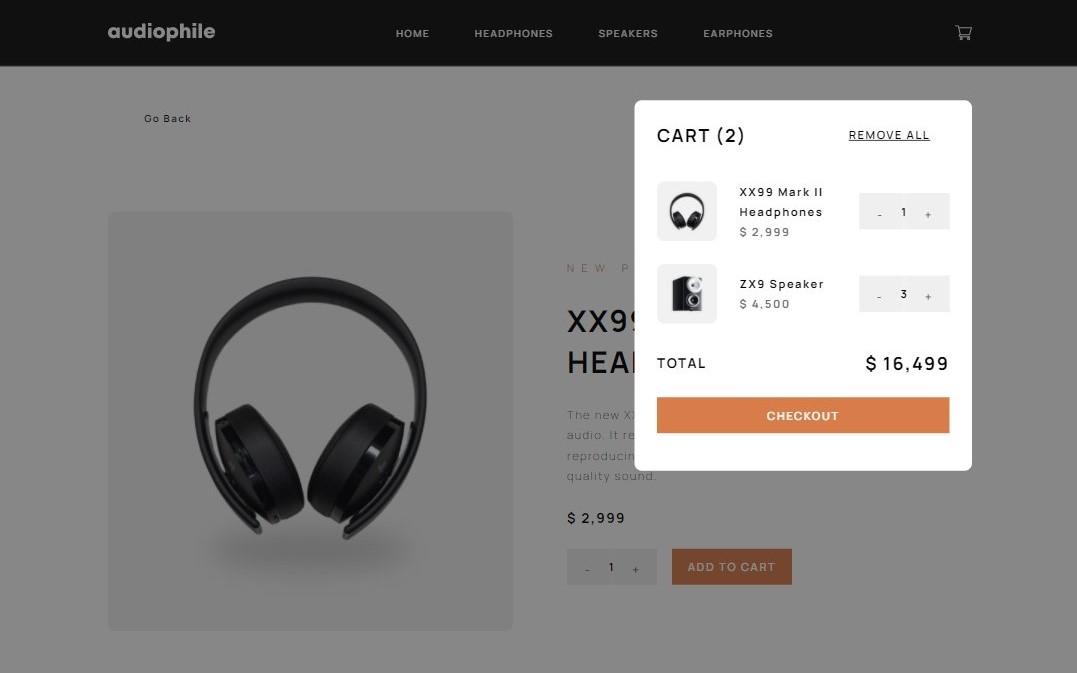 audiophile
HOME HEADPHONES SPEAKERS EARPHONES
Go Back
CART (2) REMOVE ALL
XX99 Mark II
Headphones
$ 2,999
- 1 +
ZX9 Speaker
$ 4,500
- 3 +
TOTAL $ 16,499
CHECKOUT
NEW P
XX99
HEA
The new X
audio. It re
reproducin
quality sound.
$ 2,999
- 1 +
ADD TO CART